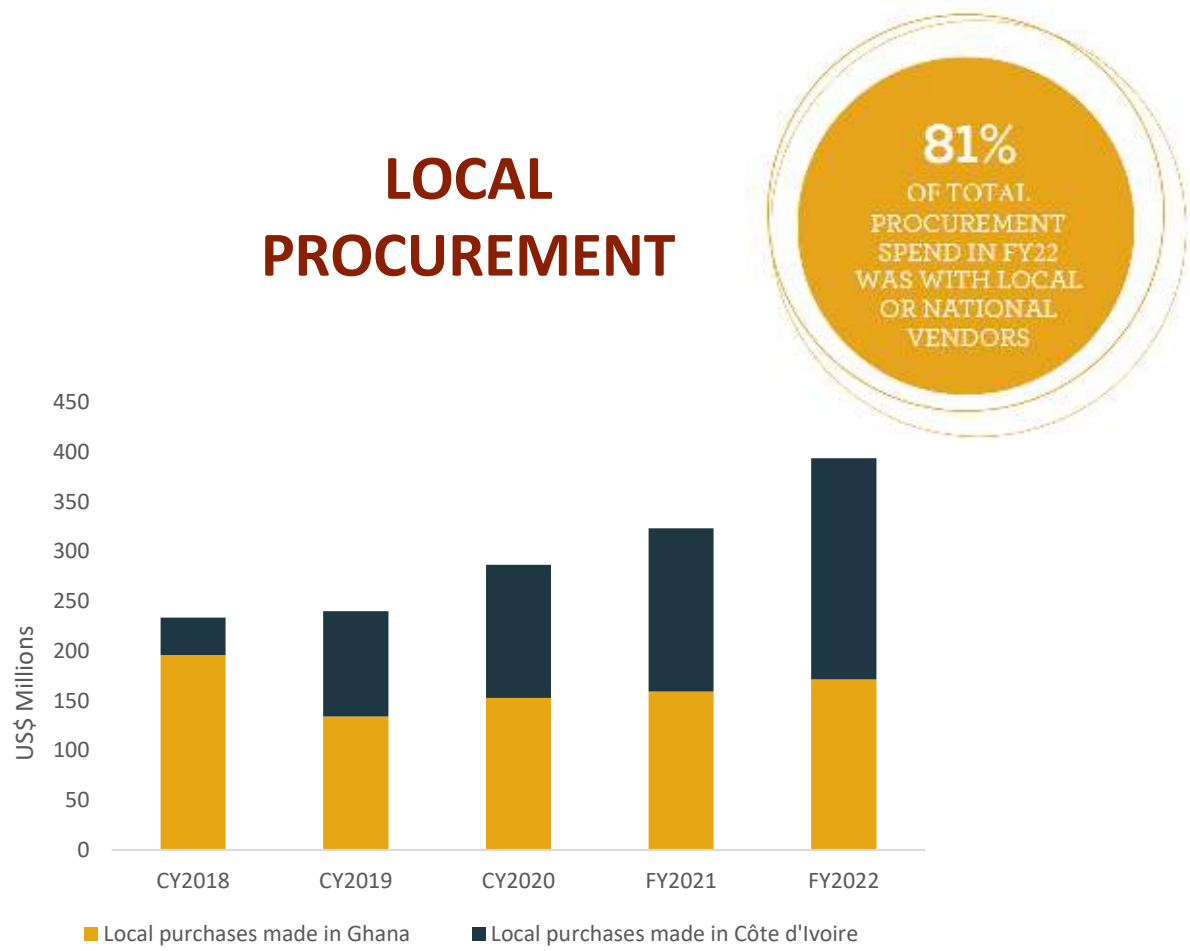 LOCAL
PROCUREMENT
81%
OF TOTAL
PROCUREMENT
SPEND IN FY22
WAS WITH LOCAL
OR NATIONAL
VENDORS
US$ Millions
450
400
350
300
250
200
150
100
50
0
CY2018 CY2019 CY2020 FY2021 FY2022
Local purchases made in Ghana Local purchases made in Côte d'Ivoire